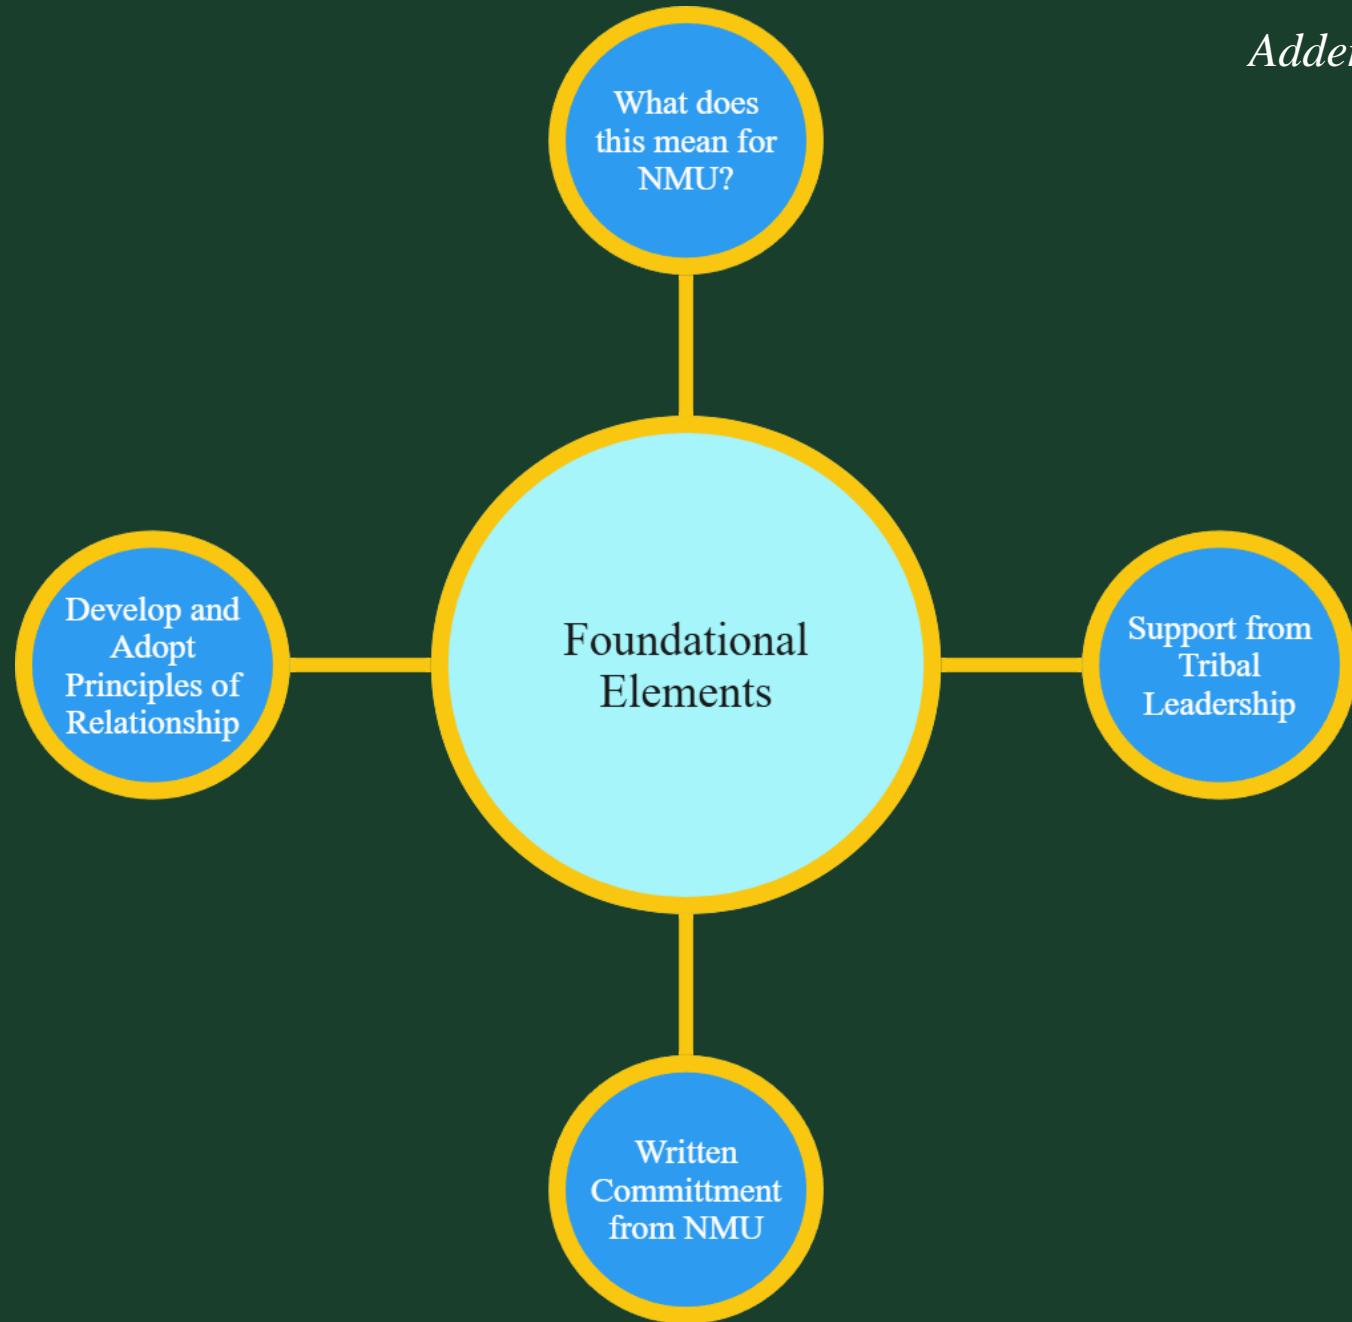 What does
this mean for
NMU?
Develop and
Adopt
Principles of
Relationship
Foundational
Elements
Support from
Tribal
Leadership
Written
Committment
from NMU